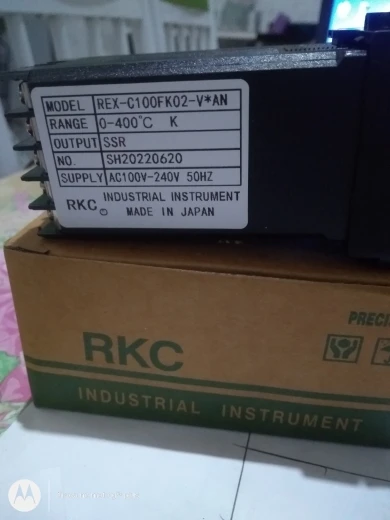 MODEL REX-C100FK02-V*AN
RANGE 0-400℃ K
OUTPUT SSR
NO. SH20220620
SUPPLY AC100V-240V 50HZ
RKC © INDUSTRIAL INSTRUMENT
MADE IN JAPAN
PRECI
RKC
INDUSTRIAL INSTRUMENT